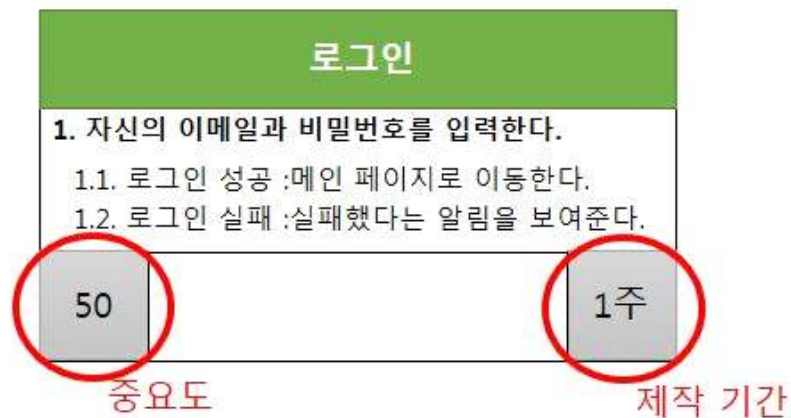 로그인
1. 자신의 이메일과 비밀번호를 입력한다.
1.1. 로그인 성공 :메인 페이지로 이동한다.
1.2. 로그인 실패 :실패했다는 알림을 보여준다.
50
1주
중요도
제작 기간